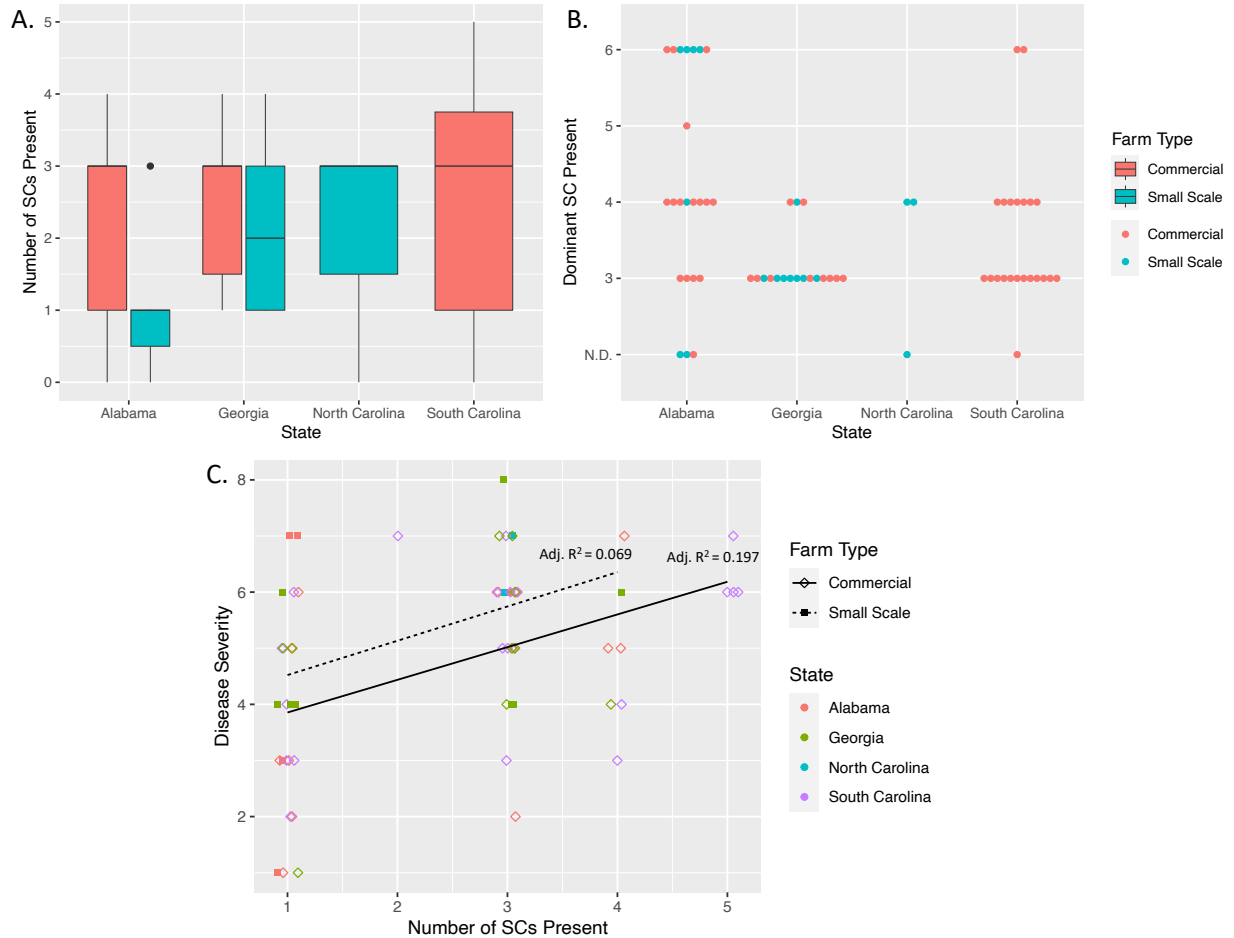 A.
Number of SCs Present
5
4
3
2
1
0
Alabama
Georgia
North Carolina
South Carolina
State
B.
Dominant SC Present
6
5
4
3
N.D.
Alabama
Georgia
North Carolina
South Carolina
State
Farm Type
Commercial
Small Scale
Commercial
Small Scale
C.
Disease Severity
8
6
4
2
Adj. R² = 0.069
Adj. R² = 0.197
1
2
3
4
5
Number of SCs Present
Farm Type
Commercial
Small Scale
State
Alabama
Georgia
North Carolina
South Carolina